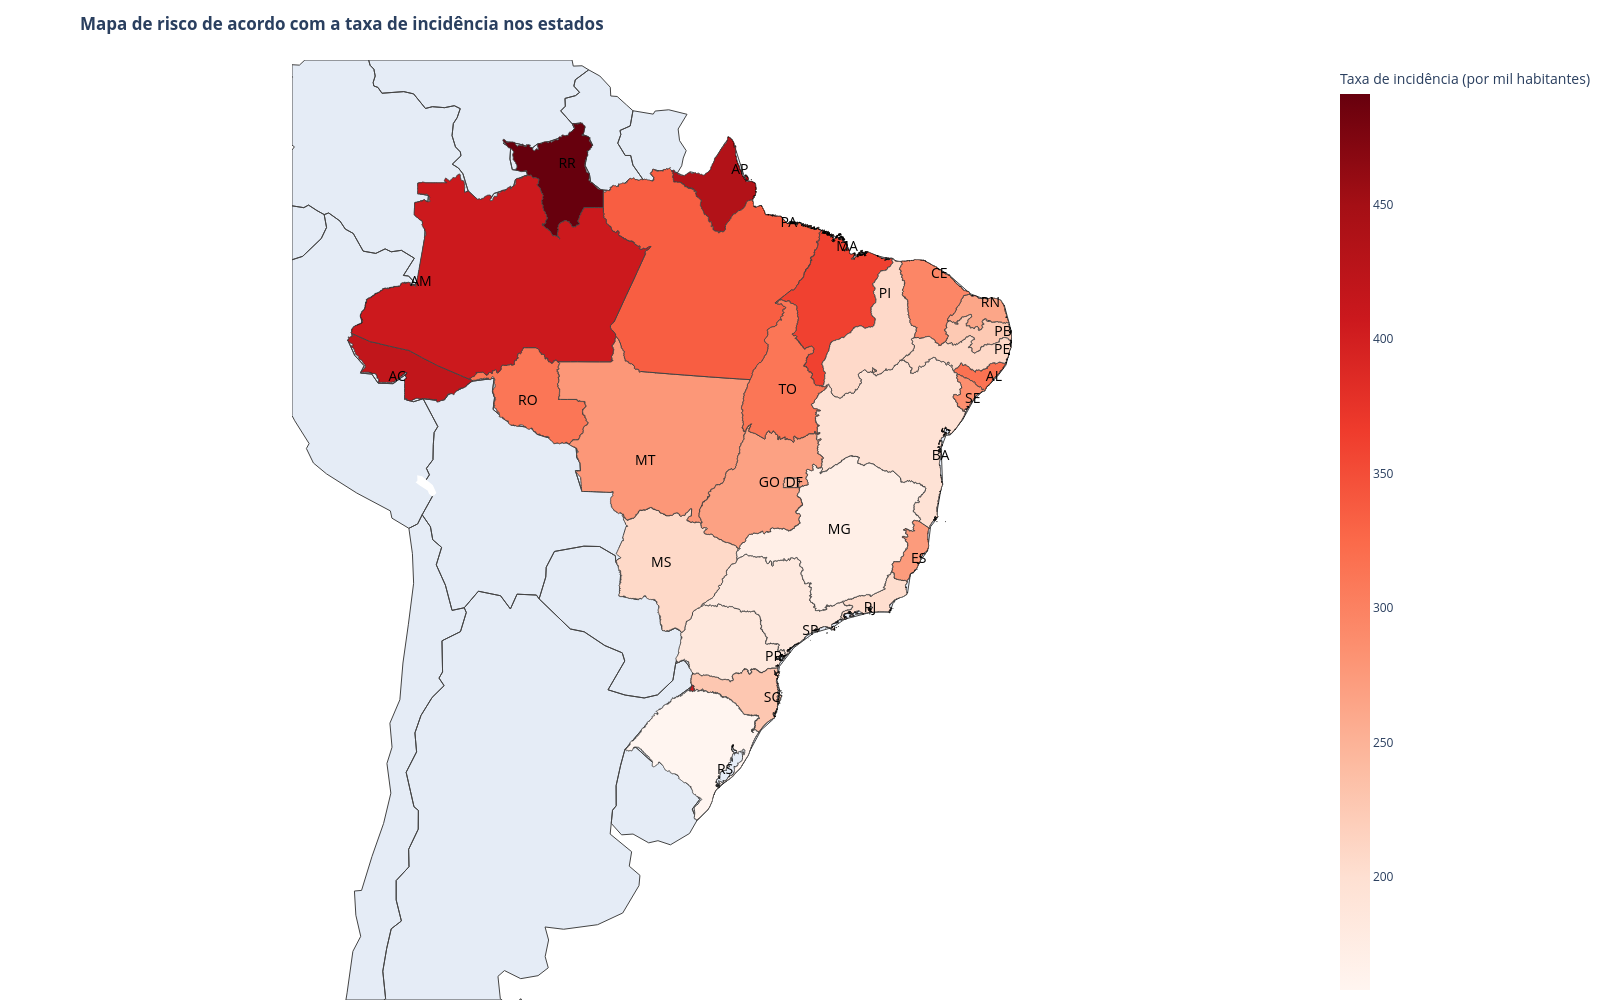 Mapa de risco de acordo com a taxa de incidência nos estados
Taxa de incidência (por mil habitantes)
450
400
350
300
250
200
RR
AP
PA
MA
AM
PI
CE
RN
PB
PE
AC
AL
TO
SE
RO
BA
MT
GO DF
MG
MS
ES
RJ
SP
PR
SC
RS